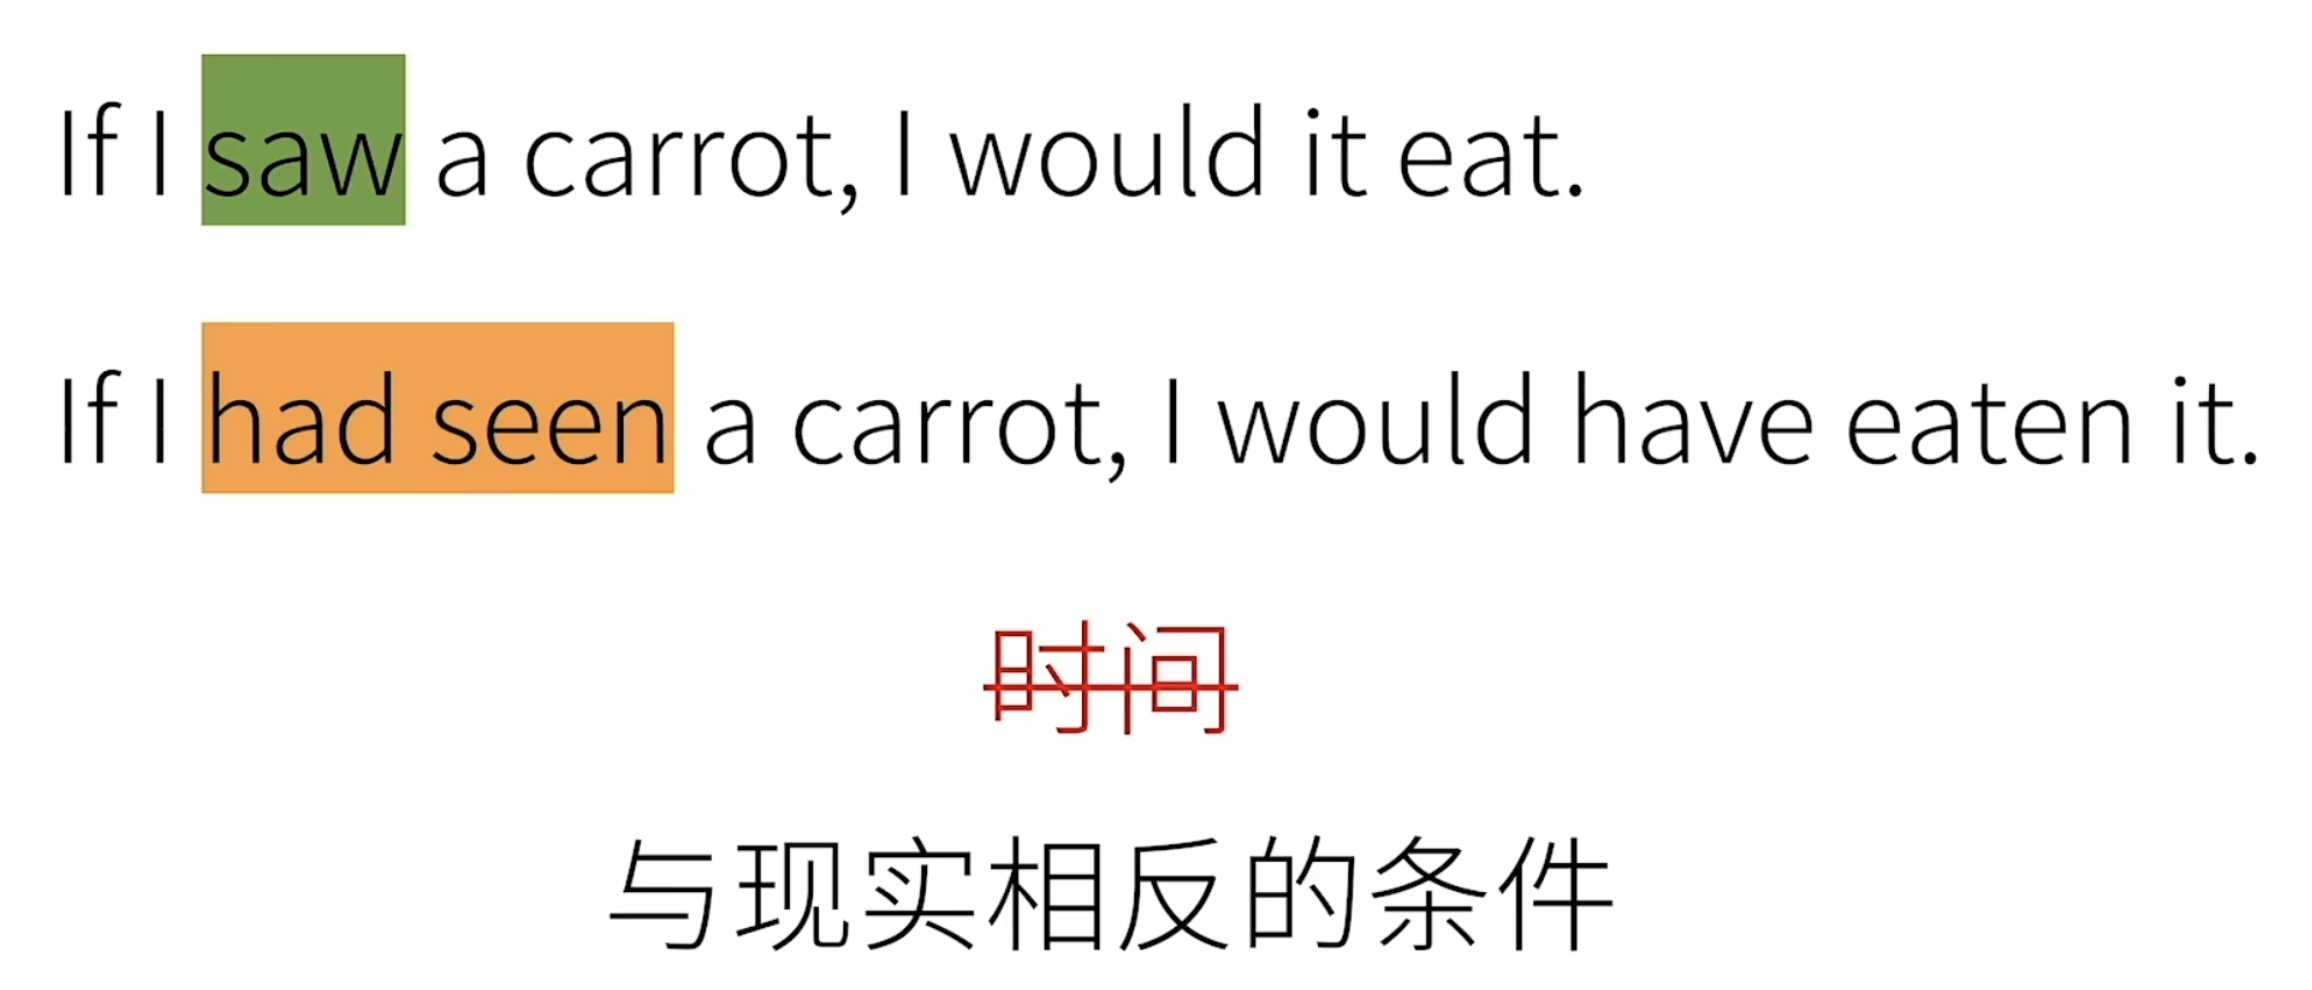 If I saw a carrot, I would it eat.
If I had seen a carrot, I would have eaten it.
时间
与现实相反的条件